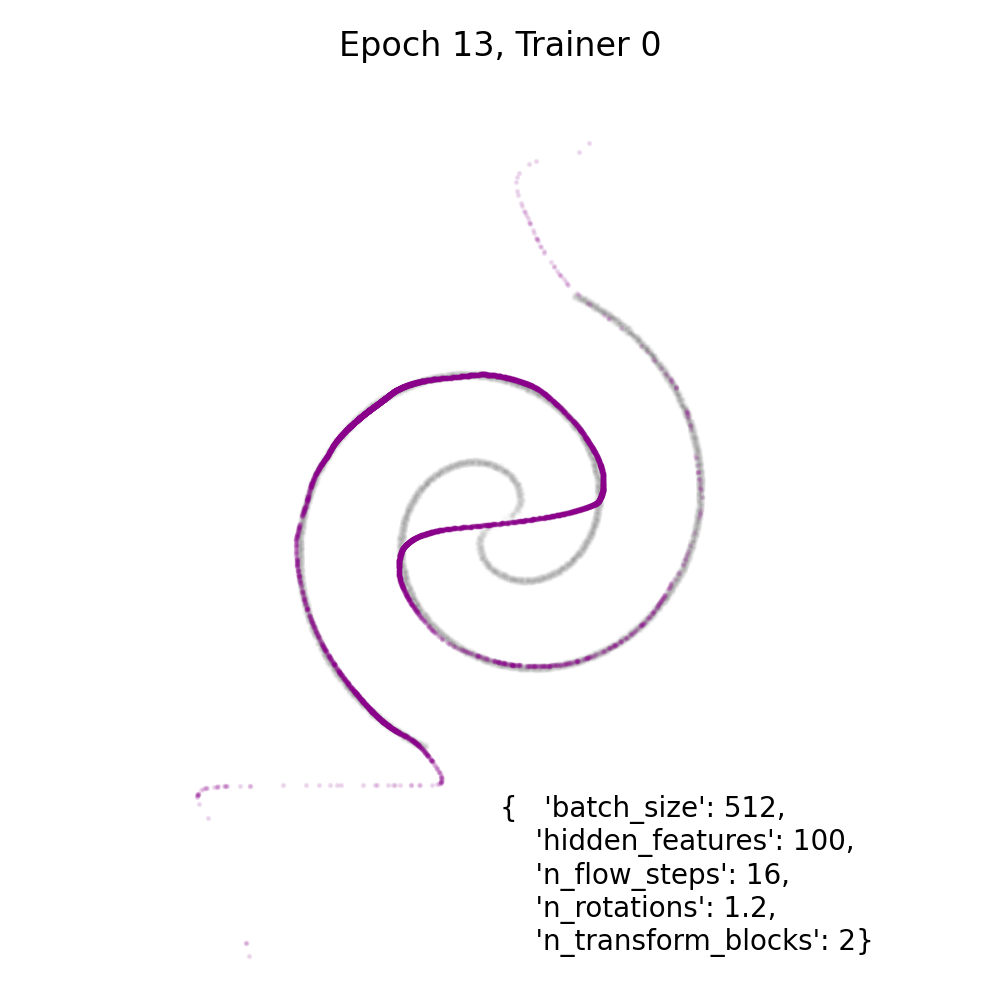 Epoch 13, Trainer 0
{   'batch_size': 512,
'hidden_features': 100,
'n_flow_steps': 16,
'n_rotations': 1.2,
'n_transform_blocks': 2}